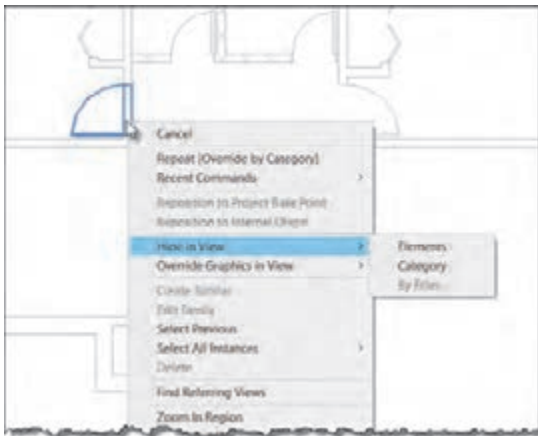 Cancel
Repeat [Override by Category]
Recent Commands
Reposition to Project Base Point
Reposition to Internal Origin
Hide in View
Elements
Override Graphics in View
Category
By Filter...
Create Similar
Edit Family
Select Previous
Select All Instances
Delete
Find Referring Views
Zoom In Region